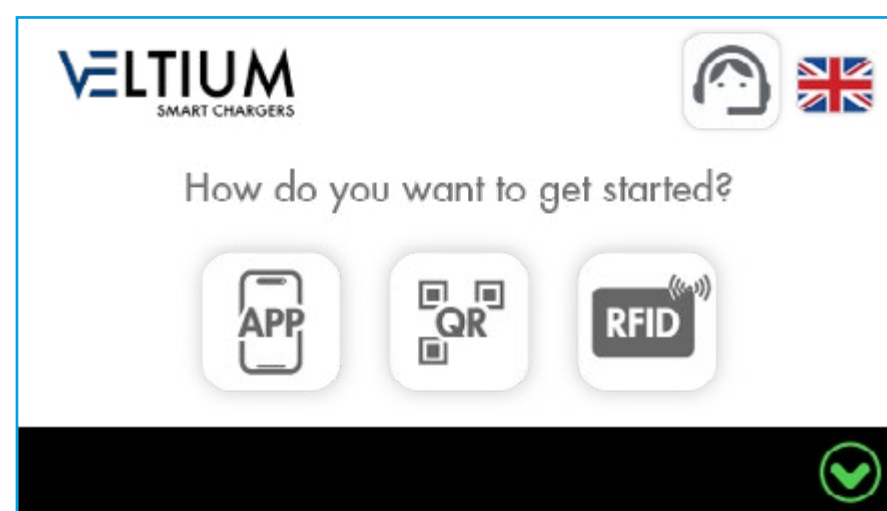 VELTIUM
SMART CHARGERS
How do you want to get started?
APP
QR
RFID